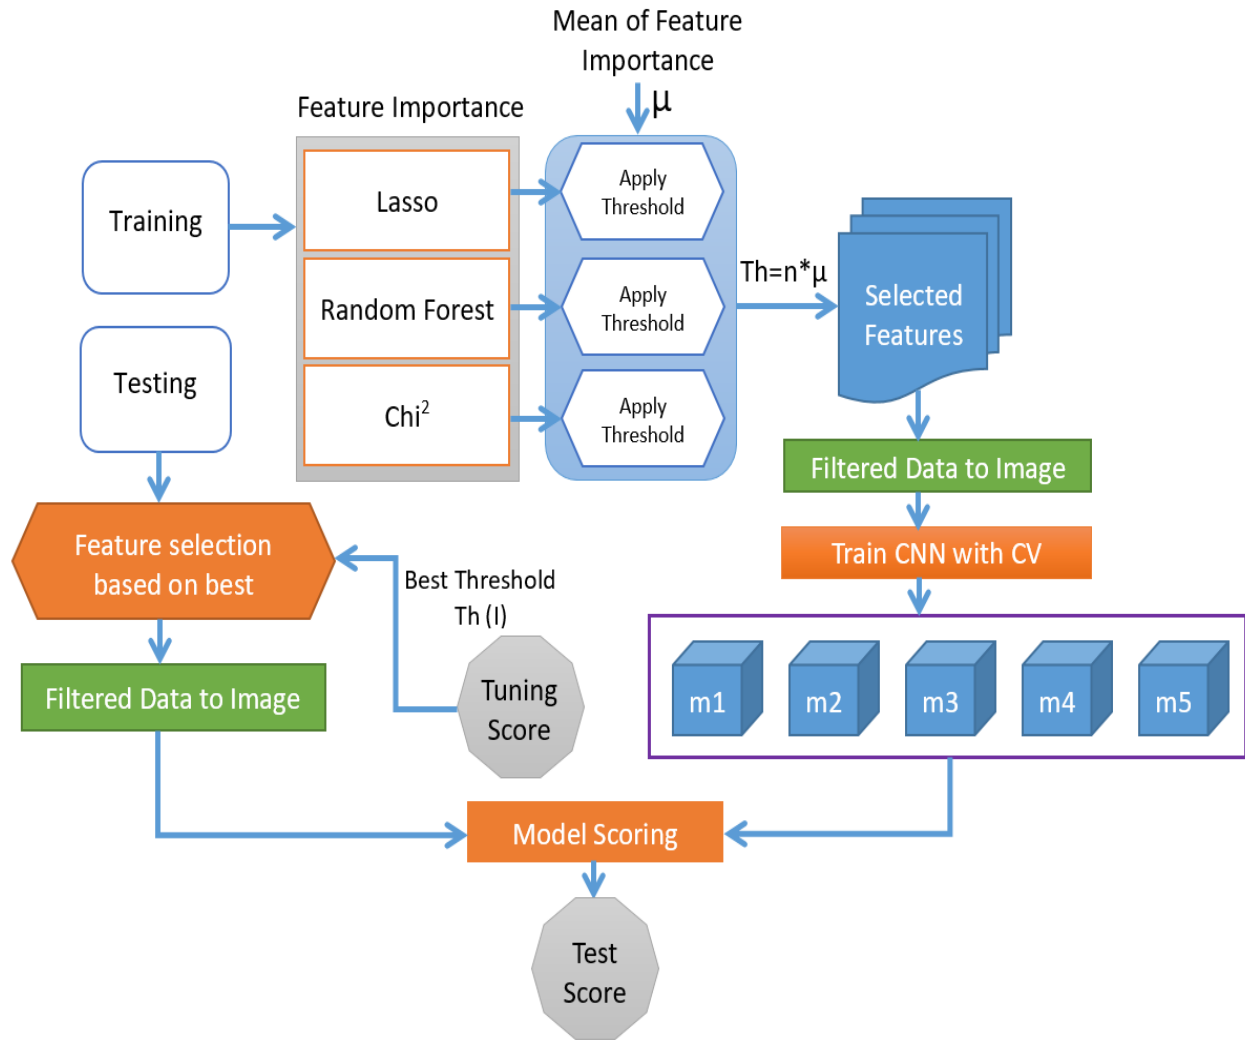 Mean of Feature
Importance
μ
Feature Importance
Training
Lasso
Apply
Threshold
Random Forest
Apply
Threshold
Th=n*μ
Selected
Features
Testing
Chi²
Apply
Threshold
Filtered Data to Image
Feature selection
based on best
Train CNN with CV
Best Threshold
Th (I)
Filtered Data to Image
Tuning
Score
m1 m2 m3 m4 m5
Model Scoring
Test
Score